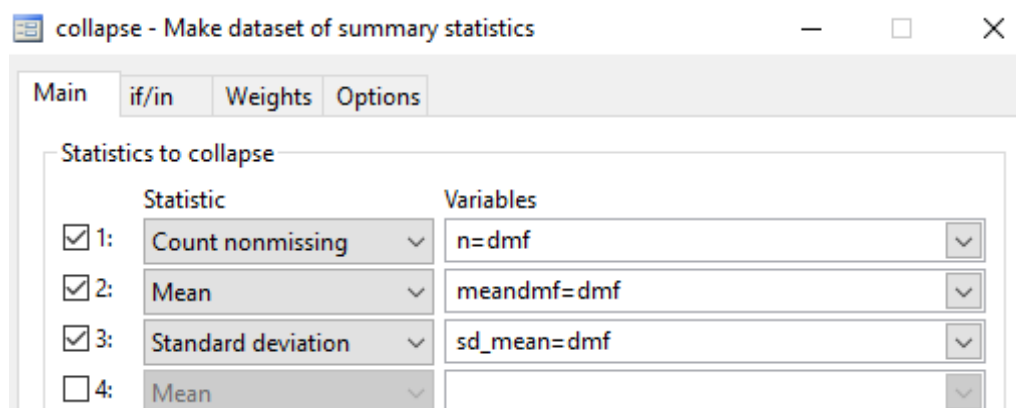 collapse - Make dataset of summary statistics
Main if/in Weights Options
Statistics to collapse
Statistic Variables
1: Count nonmissing n=dmf
2: Mean meandmf=dmf
3: Standard deviation sd_mean=dmf
4: Mean